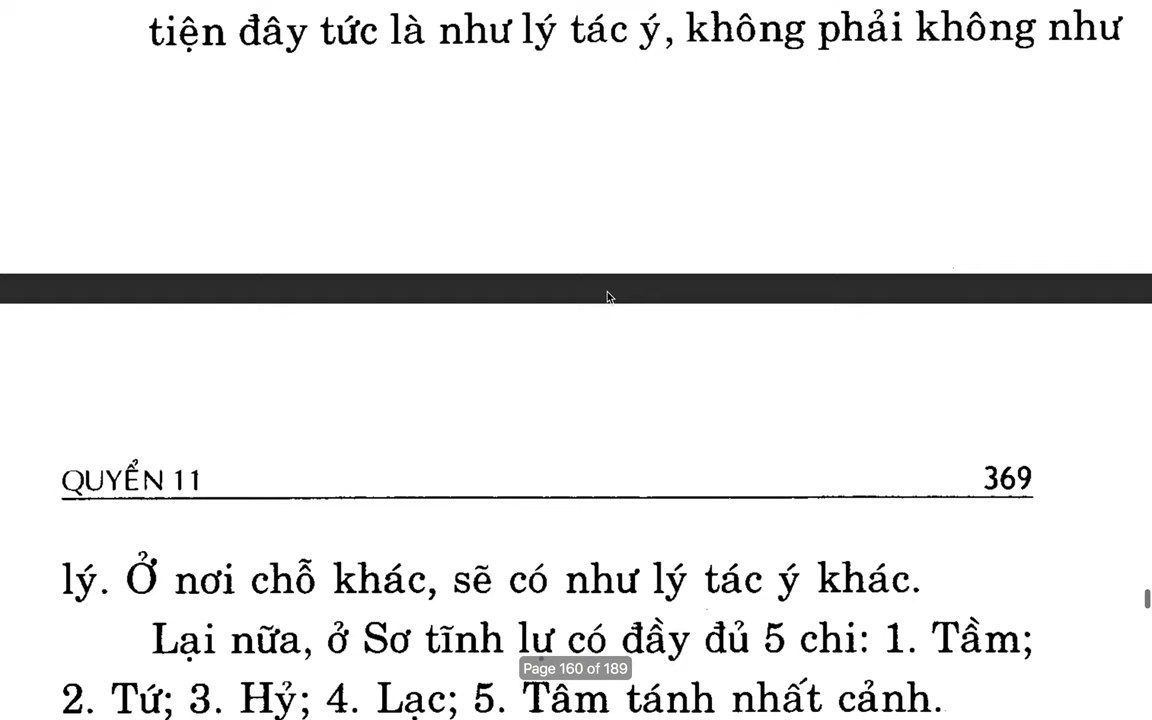 tiện đây tức là như lý tác ý, không phải không như
QUYỂN 11 369
lý. Ở nơi chỗ khác, sẽ có như lý tác ý khác.
Lại nữa, ở Sơ tĩnh lự có đầy đủ 5 chi: 1. Tầm;
Page 160 of 189
2. Tứ; 3. Hỷ; 4. Lạc; 5. Tâm tánh nhất cảnh.